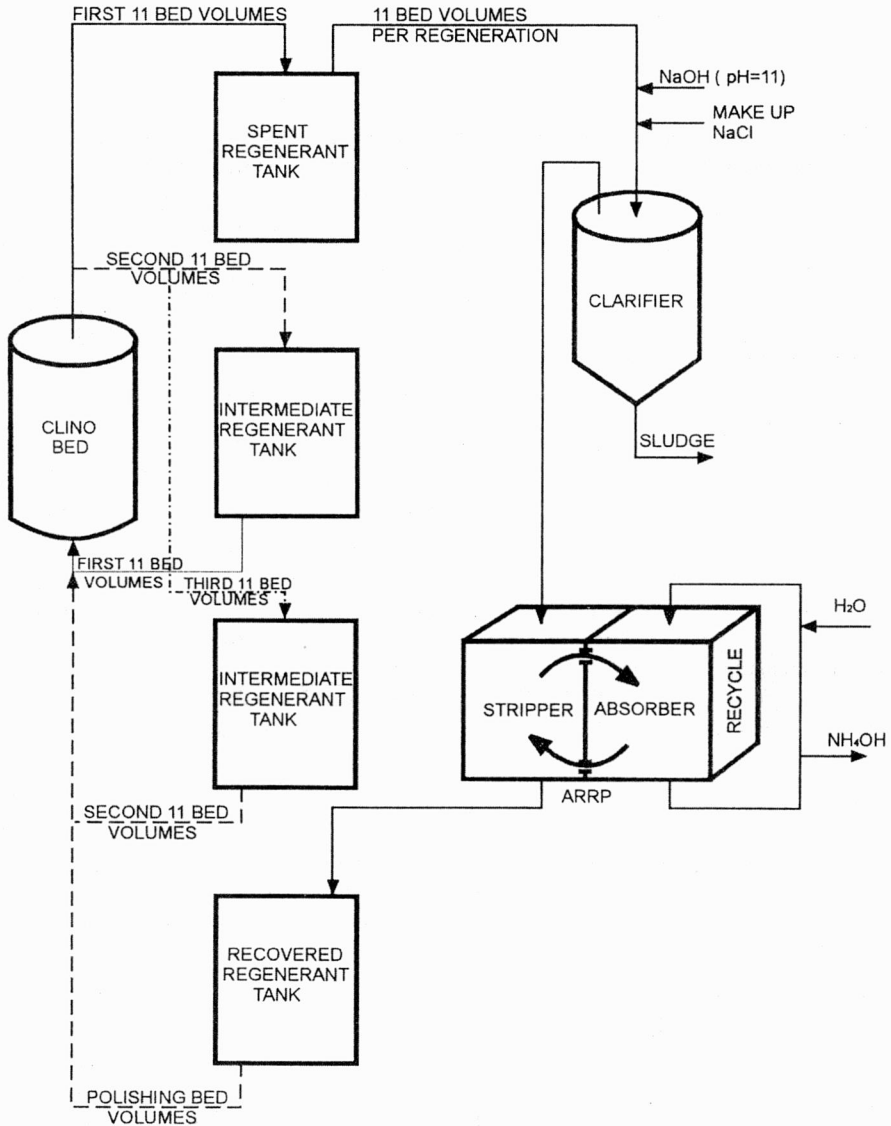 FIRST 11 BED VOLUMES
11 BED VOLUMES
PER REGENERATION
NaOH ( pH=11)
MAKE UP
NaCl
SPENT
REGENERANT
TANK
SECOND 11 BED
VOLUMES
CLARIFIER
CLINO
BED
INTERMEDIATE
REGENERANT
TANK
SLUDGE
FIRST 11 BED
VOLUMES
THIRD 11 BED
VOLUMES
H₂O
INTERMEDIATE
REGENERANT
TANK
STRIPPER
ABSORBER
RECYCLE
NH₄OH
ARRP
SECOND 11 BED
VOLUMES
RECOVERED
REGENERANT
TANK
POLISHING BED
VOLUMES